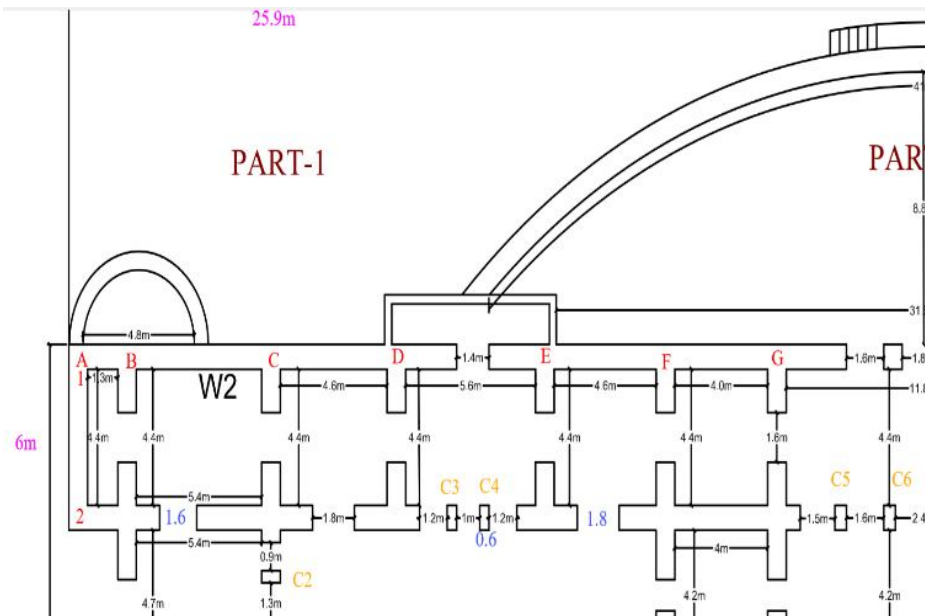 25.9m
PART-1
PAR
41
8.8
4.8m
31.
A B C D 1.4m E F G 1.6m 1.8
1 1.3m W2 4.6m 5.6m 4.6m 4.0m 11.8
6m 4.4m 4.4m 4.4m 4.4m 4.4m 4.4m 1.6m 4.4m
5.4m C3 C4 C5 C6
2 1.6 1.8m 1.2m 1m 1.2m 1.8 1.5m 1.6m 2.4
5.4m 0.6 4m
0.9m
C2
4.7m 1.3m 4.2m 4.2m